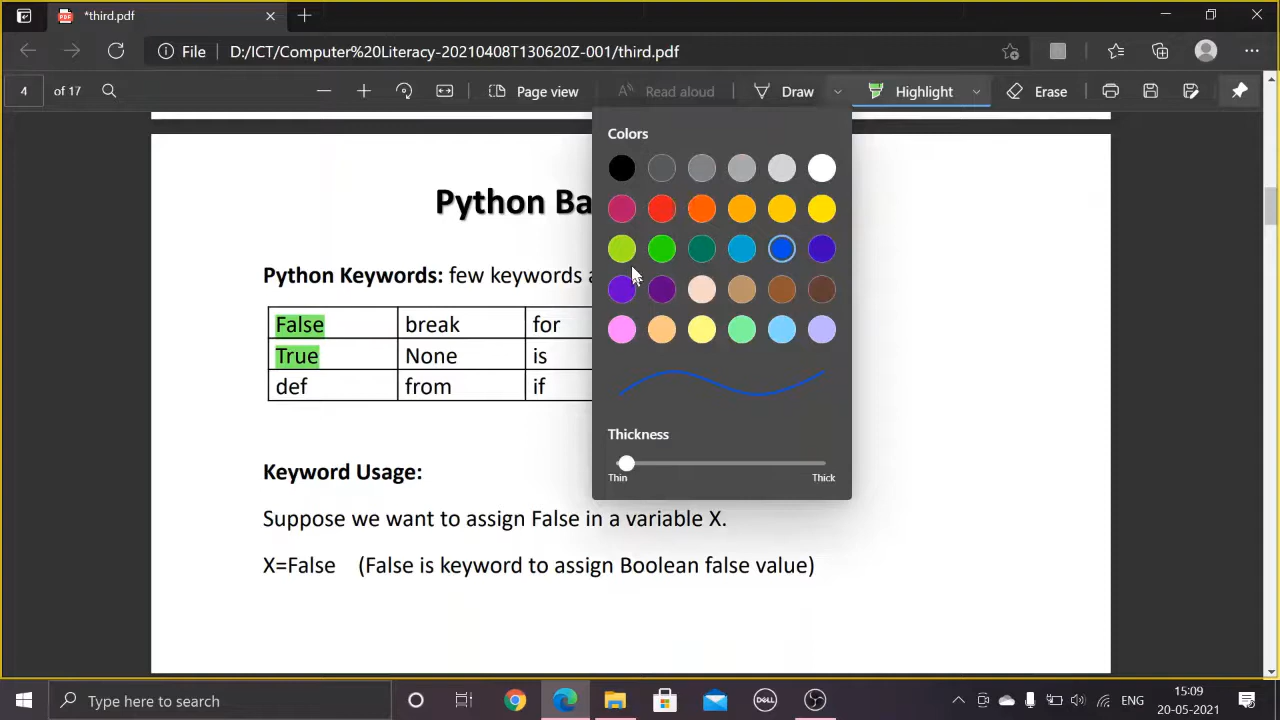 *third.pdf
File D:/ICT/Computer%20Literacy-20210408T130620Z-001/third.pdf
4 of 17 Page view Read aloud Draw Highlight Erase
Colors
Thickness
Thin Thick
Python Ba
Python Keywords: few keywords a
False break for
True None is
def from if
Keyword Usage:
Suppose we want to assign False in a variable X.
X=False (False is keyword to assign Boolean false value)
Type here to search
DELL
ENG
15:09
20-05-2021